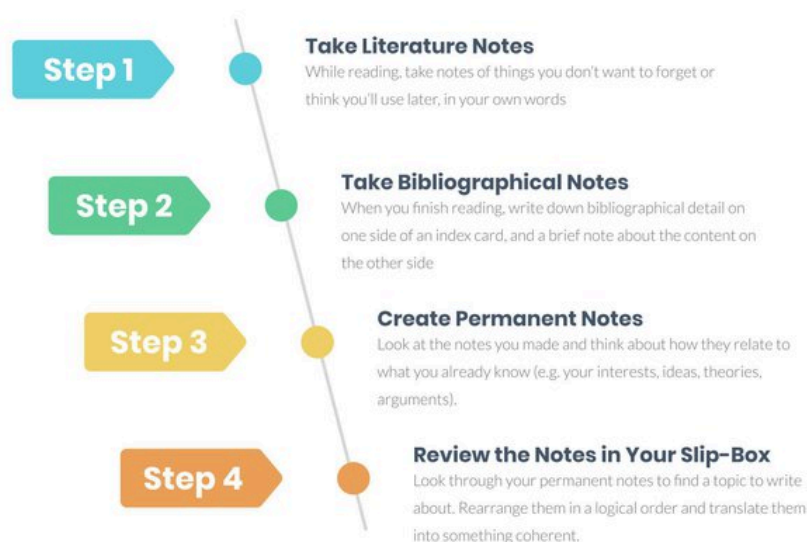 Step 1
Take Literature Notes
While reading, take notes of things you don't want to forget or
think you'll use later, in your own words
Step 2
Take Bibliographical Notes
When you finish reading, write down bibliographical detail on
one side of an index card, and a brief note about the content on
the other side
Step 3
Create Permanent Notes
Look at the notes you made and think about how they relate to
what you already know (e.g. your interests, ideas, theories,
arguments).
Step 4
Review the Notes in Your Slip-Box
Look through your permanent notes to find a topic to write
about. Rearrange them in a logical order and translate them
into something coherent.